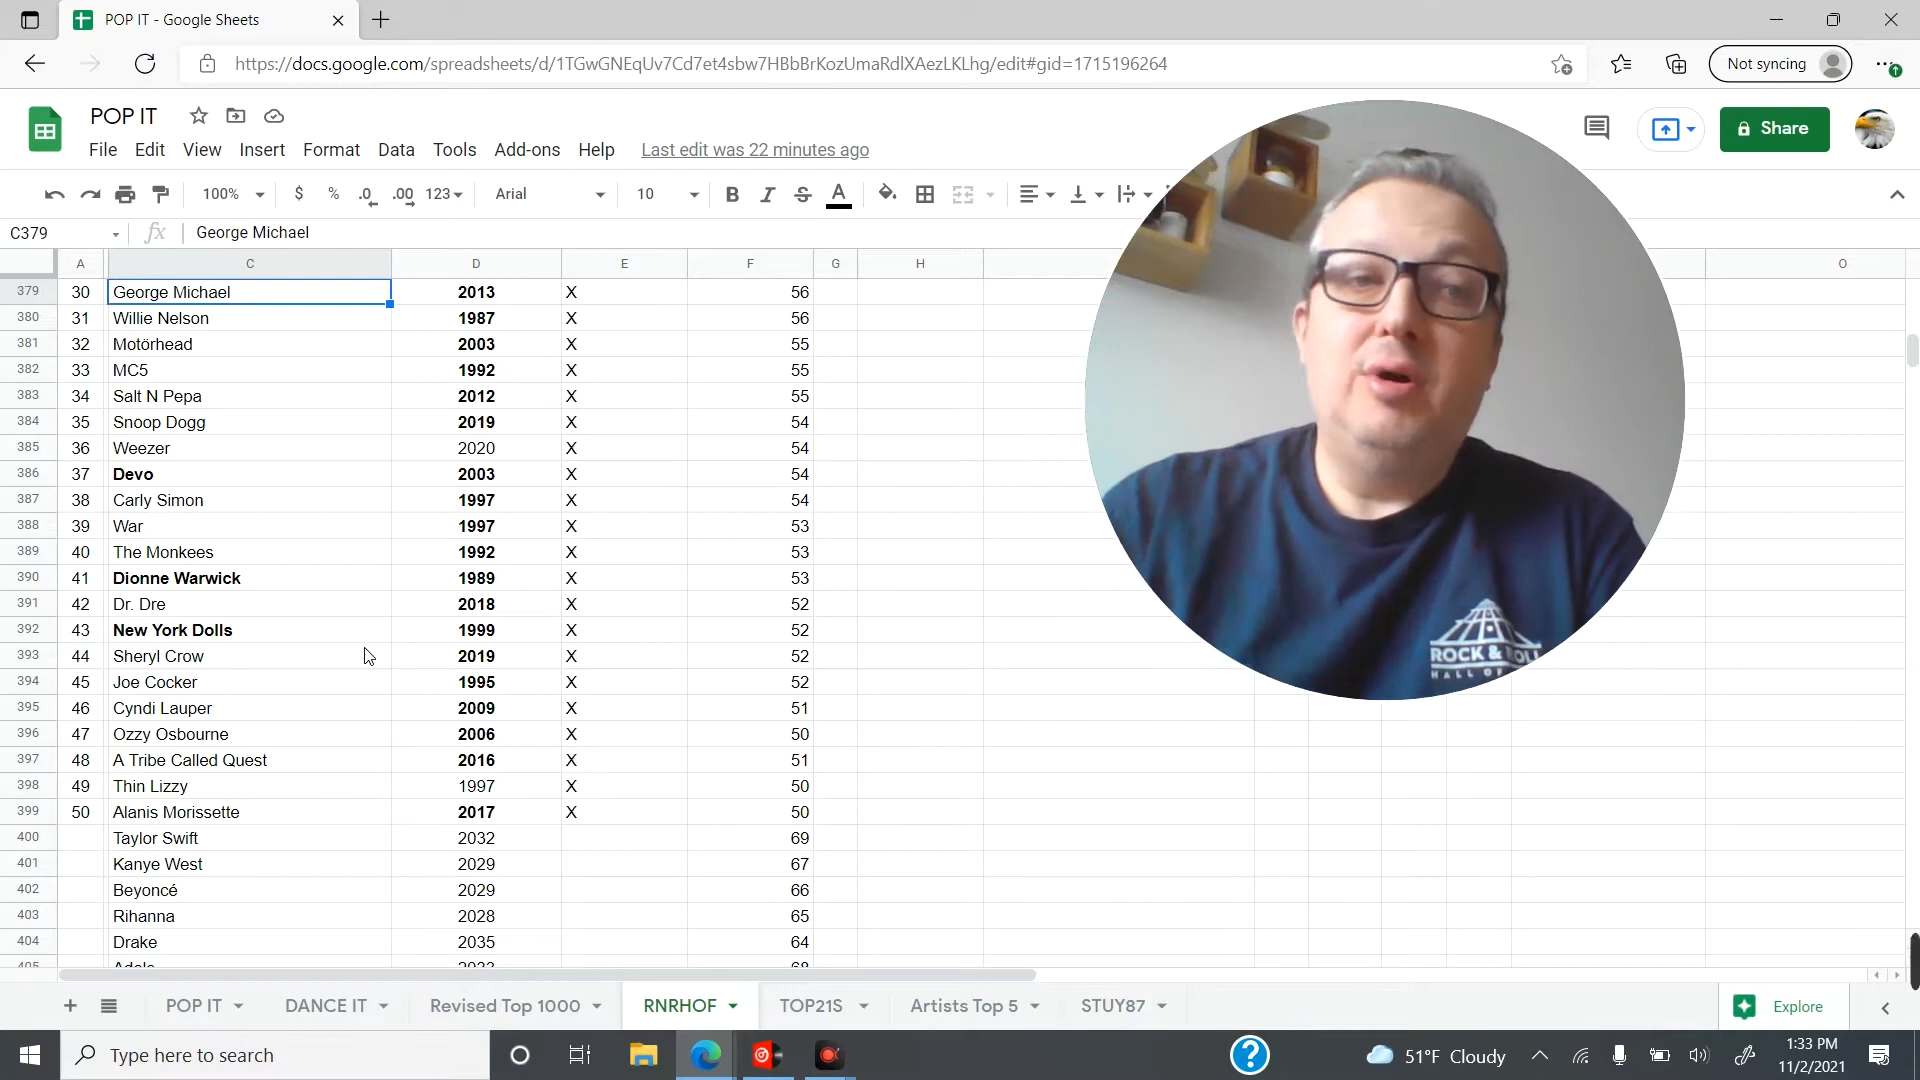 POP IT - Google Sheets
https://docs.google.com/spreadsheets/d/1TGwGNEqUv7Cd7et4sbw7HBbBrKozUmaRdlXAezLKLhg/edit#gid=1715196264
Not syncing
POP IT
File Edit View Insert Format Data Tools Add-ons Help Last edit was 22 minutes ago
Share
100% $ % .0 .00 123 Arial 10 B I S A
C379 fx George Michael
A C D E F G H O
379 30 George Michael 2013 X 56
380 31 Willie Nelson 1987 X 56
381 32 Motörhead 2003 X 55
382 33 MC5 1992 X 55
383 34 Salt N Pepa 2012 X 55
384 35 Snoop Dogg 2019 X 54
385 36 Weezer 2020 X 54
386 37 Devo 2003 X 54
387 38 Carly Simon 1997 X 54
388 39 War 1997 X 53
389 40 The Monkees 1992 X 53
390 41 Dionne Warwick 1989 X 53
391 42 Dr. Dre 2018 X 52
392 43 New York Dolls 1999 X 52
393 44 Sheryl Crow 2019 X 52
394 45 Joe Cocker 1995 X 52
395 46 Cyndi Lauper 2009 X 51
396 47 Ozzy Osbourne 2006 X 50
397 48 A Tribe Called Quest 2016 X 51
398 49 Thin Lizzy 1997 X 50
399 50 Alanis Morissette 2017 X 50
400 Taylor Swift 2032 69
401 Kanye West 2029 67
402 Beyoncé 2029 66
403 Rihanna 2028 65
404 Drake 2035 64
ROCK & ROLL
HALL OF
POP IT DANCE IT Revised Top 1000 RNRHOF TOP21S Artists Top 5 STUY87 Explore
Type here to search
51°F Cloudy
1:33 PM
11/2/2021